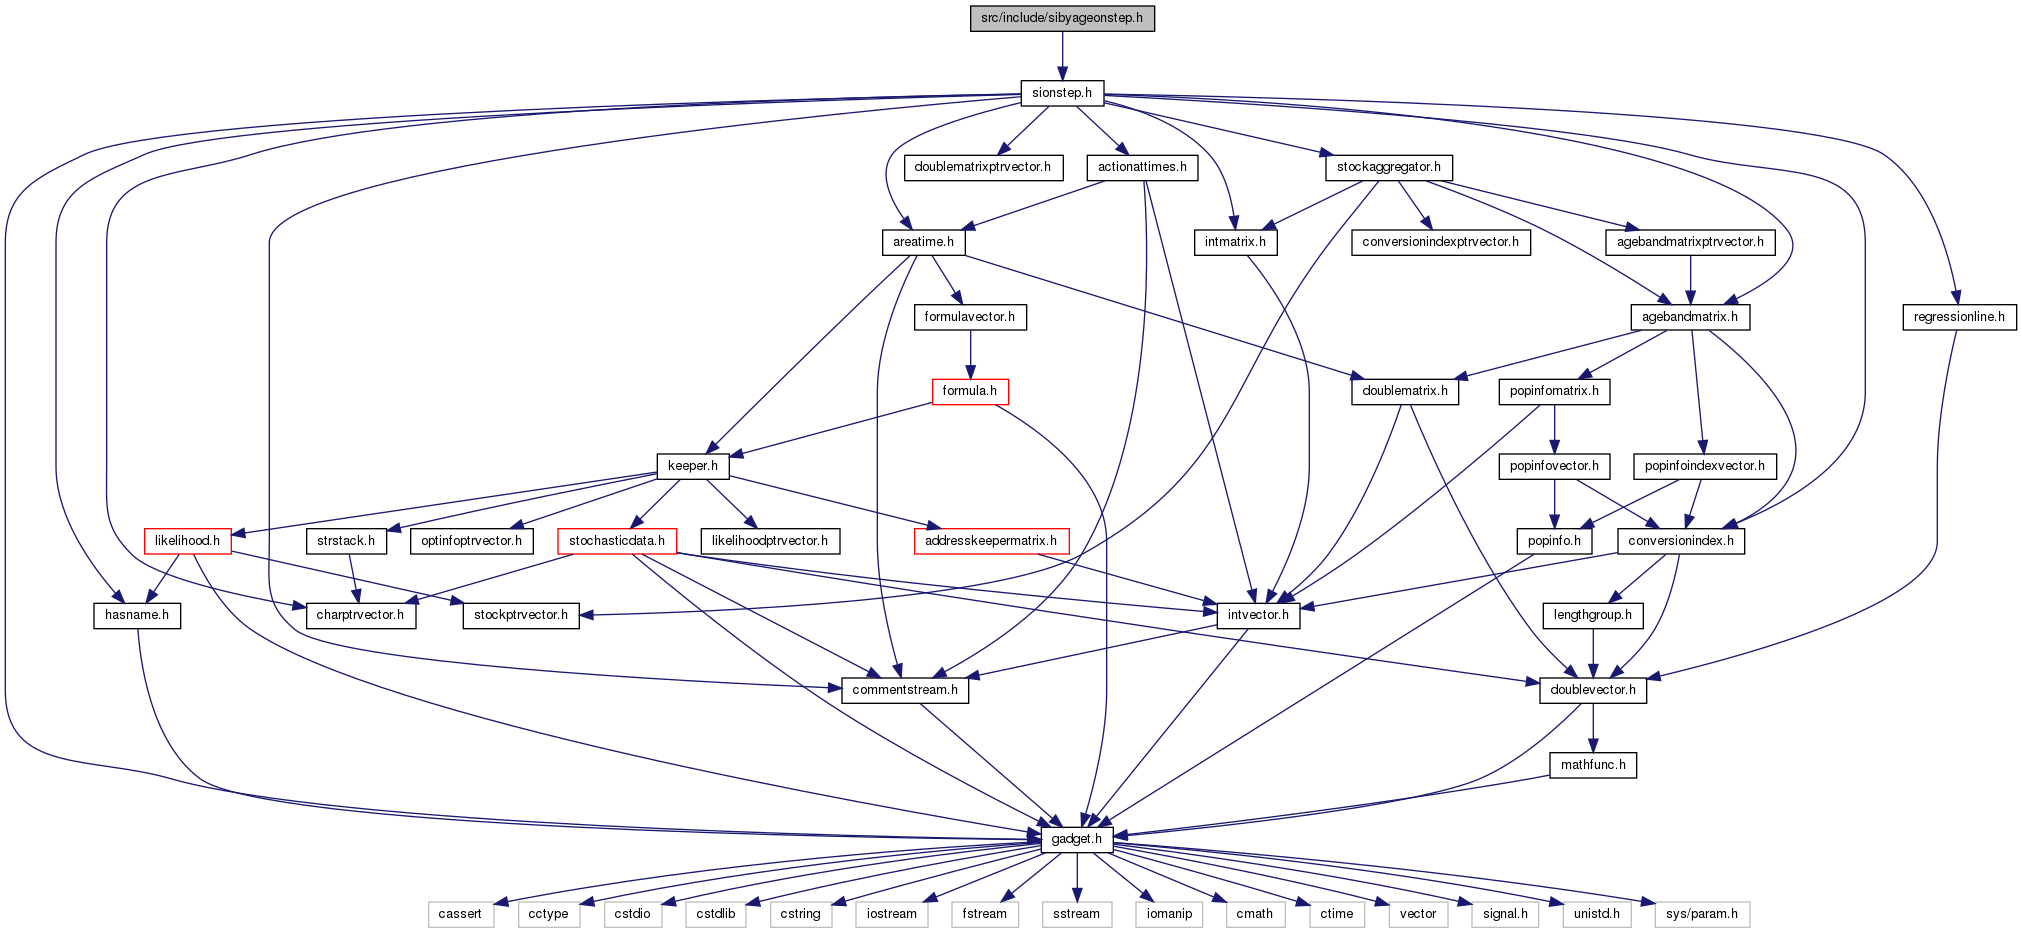 src/include/sibyageonstep.h
sionstep.h
doublematrixptrvector.h
actionattimes.h
stockaggregator.h
areatime.h
intmatrix.h
conversionindexptrvector.h
agebandmatrixptrvector.h
formulavector.h
agebandmatrix.h
regressionline.h
formula.h
doublematrix.h
popinfomatrix.h
keeper.h
popinfovector.h
popinfoindexvector.h
likelihood.h
strstack.h
optinfoptrvector.h
stochasticdata.h
likelihoodptrvector.h
addresskeepermatrix.h
popinfo.h
conversionindex.h
hasname.h
charptrvector.h
stockptrvector.h
intvector.h
lengthgroup.h
commentstream.h
doublevector.h
mathfunc.h
gadget.h
cassert
cctype
cstdio
cstdlib
cstring
iostream
fstream
sstream
iomanip
cmath
ctime
vector
signal.h
unistd.h
sys/param.h